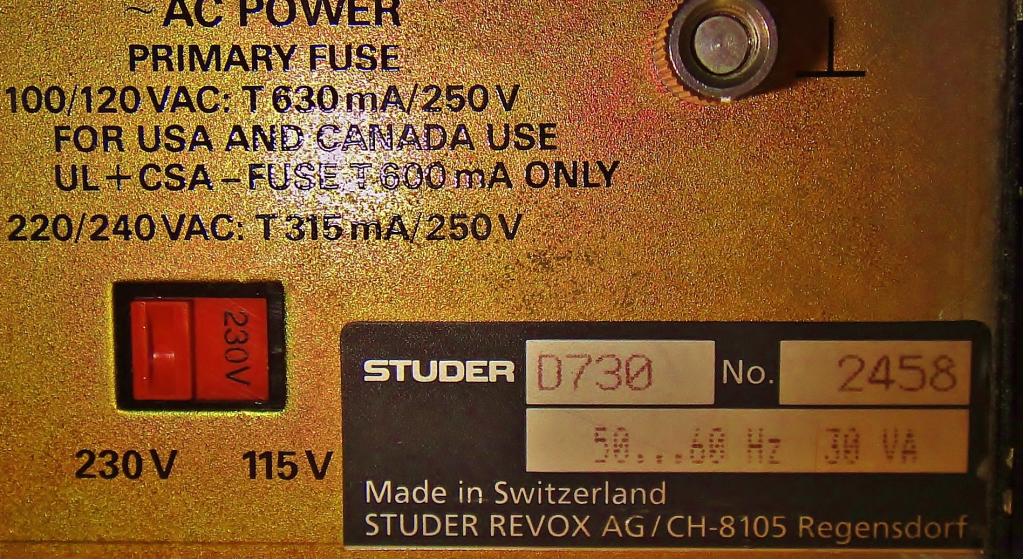 ~ AC POWER
PRIMARY FUSE
100/120 VAC: T 630 mA/250 V
FOR USA AND CANADA USE
UL + CSA – FUSE T 600 mA ONLY
220/240 VAC: T 315 mA/250 V
230V
230 V 115 V
STUDER D730 No. 2458
50...60 Hz 30 VA
Made in Switzerland
STUDER REVOX AG/CH-8105 Regensdorf